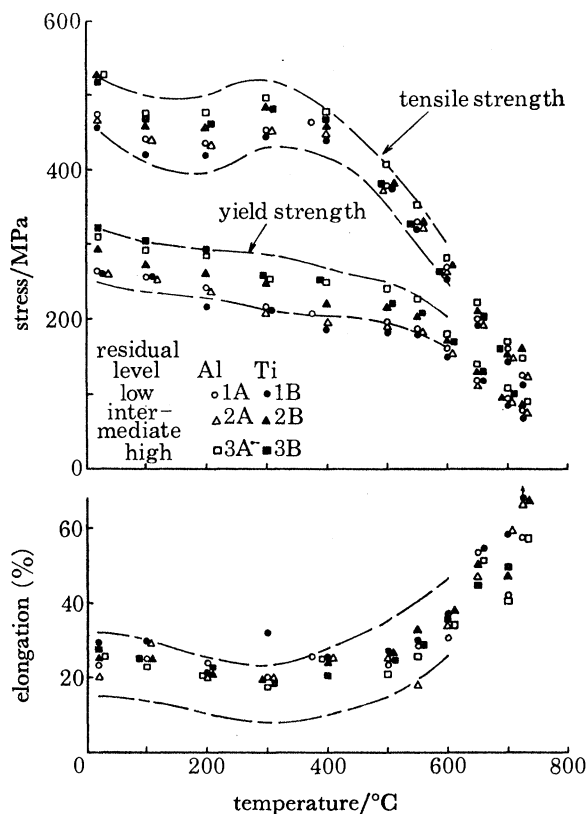 600
400
200
0
stress/MPa
tensile strength
yield strength
residual
level Al Ti
low ○ 1A ● 1B
inter- △ 2A ▲ 2B
mediate
high □ 3A ■ 3B
60
40
20
0
elongation (%)
0 200 400 600 800
temperature/°C